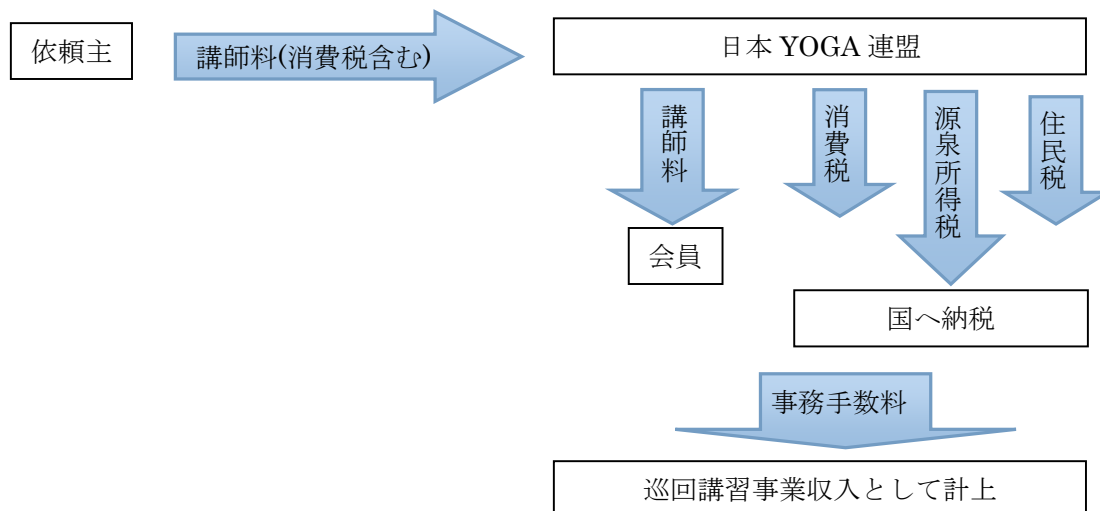 依頼主
講師料(消費税含む)
日本 YOGA 連盟
講師料
消費税
源泉所得税
住民税
会員
国へ納税
事務手数料
巡回講習事業収入として計上